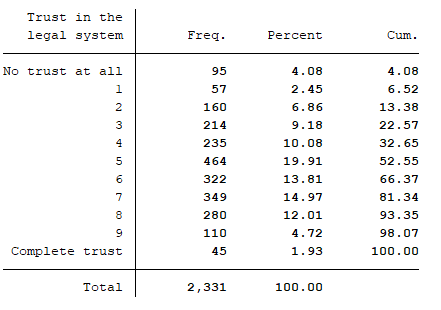 Trust in the
legal system Freq. Percent Cum.
No trust at all 95 4.08 4.08
1 57 2.45 6.52
2 160 6.86 13.38
3 214 9.18 22.57
4 235 10.08 32.65
5 464 19.91 52.55
6 322 13.81 66.37
7 349 14.97 81.34
8 280 12.01 93.35
9 110 4.72 98.07
Complete trust 45 1.93 100.00
Total 2,331 100.00